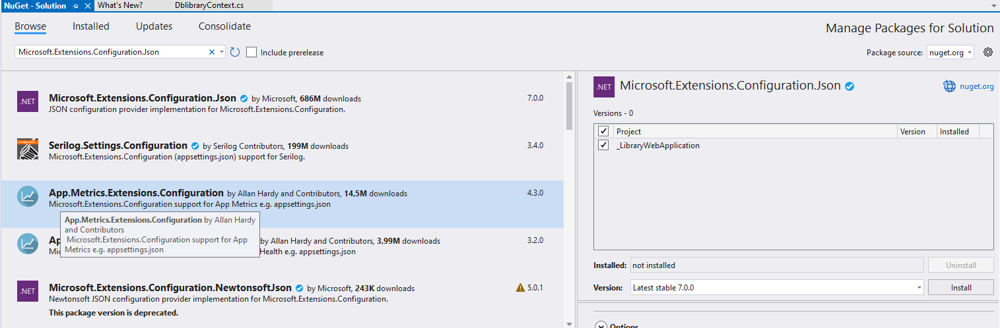 NuGet - Solution
What's New?
DblibraryContext.cs
Browse
Installed
Updates
Consolidate
Manage Packages for Solution
Microsoft.Extensions.Configuration.Json
Include prerelease
Package source: nuget.org
.NET
Microsoft.Extensions.Configuration.Json by Microsoft, 686M downloads
7.0.0
JSON configuration provider implementation for Microsoft.Extensions.Configuration.
Configuration
Serilog.Settings.Configuration by Serilog Contributors, 199M downloads
3.4.0
Microsoft.Extensions.Configuration (appsettings.json) support for Serilog.
App.Metrics.Extensions.Configuration by Allan Hardy and Contributors, 14,5M downloads
4.3.0
Microsoft.Extensions.Configuration support for App Metrics e.g. appsettings.json
App.Metrics.Extensions.Configuration by Allan Hardy
and Contributors
Microsoft.Extensions.Configuration support for App
Metrics e.g. appsettings.json
by Allan Hardy and Contributors, 3,99M downloads
3.2.0
Health e.g. appsettings.json
.NET
Microsoft.Extensions.Configuration.NewtonsoftJson by Microsoft, 243K downloads
5.0.1
Newtonsoft JSON configuration provider implementation for Microsoft.Extensions.Configuration.
This package version is deprecated.
.NET
Microsoft.Extensions.Configuration.Json
nuget.org
Versions - 0
Project
Version
Installed
_LibraryWebApplication
Installed: not installed
Uninstall
Version: Latest stable 7.0.0
Install
Options